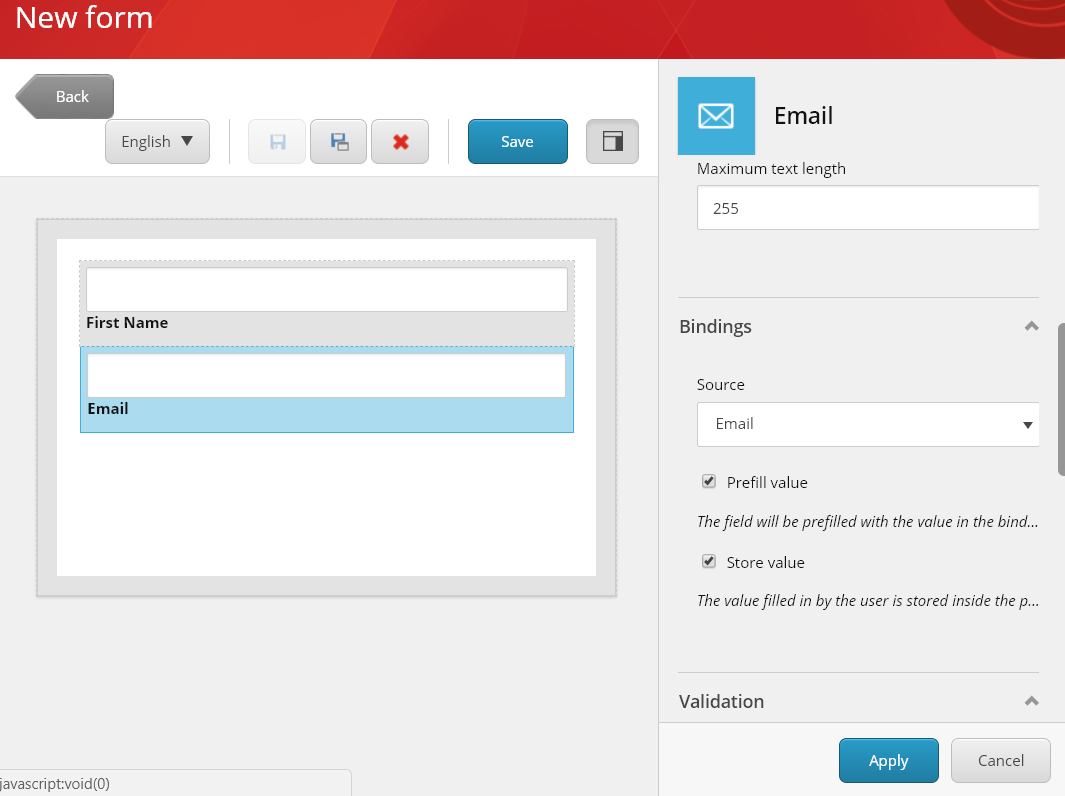 New form
Back
English
Save
First Name
Email
Email
Maximum text length
255
Bindings
Source
Email
Prefill value
The field will be prefilled with the value in the bind...
Store value
The value filled in by the user is stored inside the p...
Validation
Apply
Cancel
javascript:void(0)